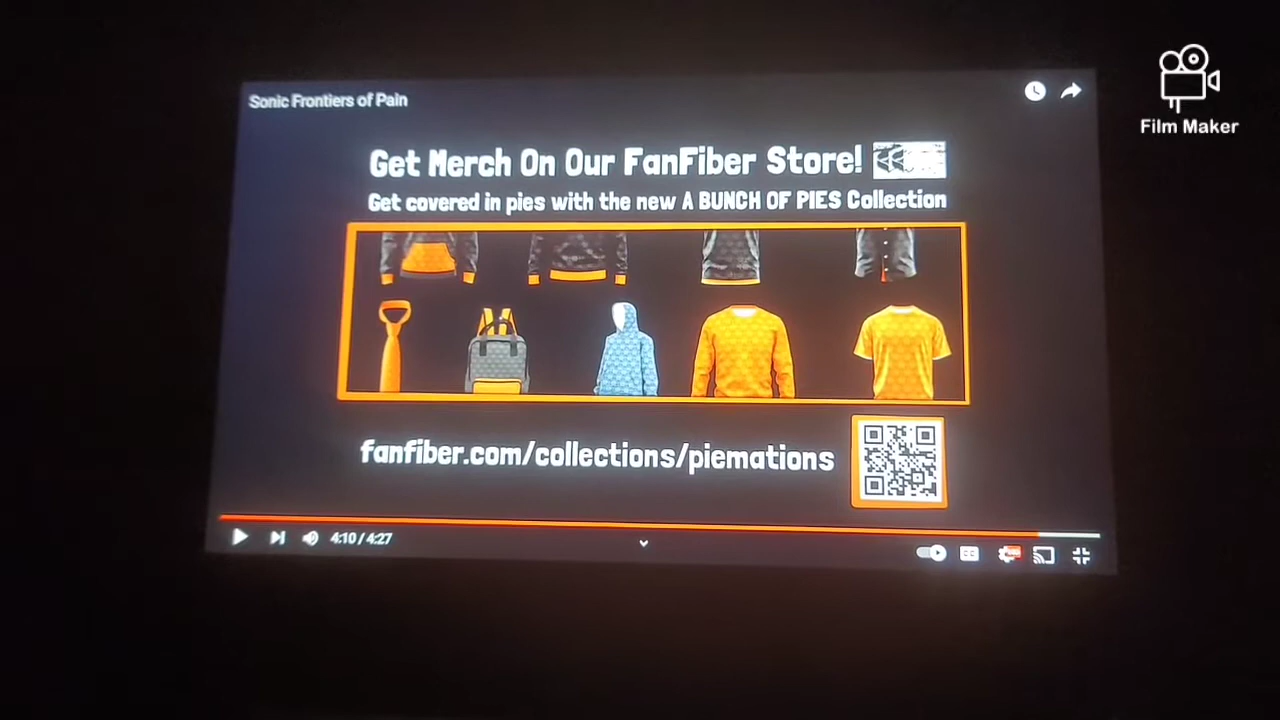 Sonic Frontiers of Pain
Film Maker
Get Merch On Our FanFiber Store!
Get covered in pies with the new A BUNCH OF PIES Collection
fanfiber.com/collections/piemations
4:10 / 4:27
CC